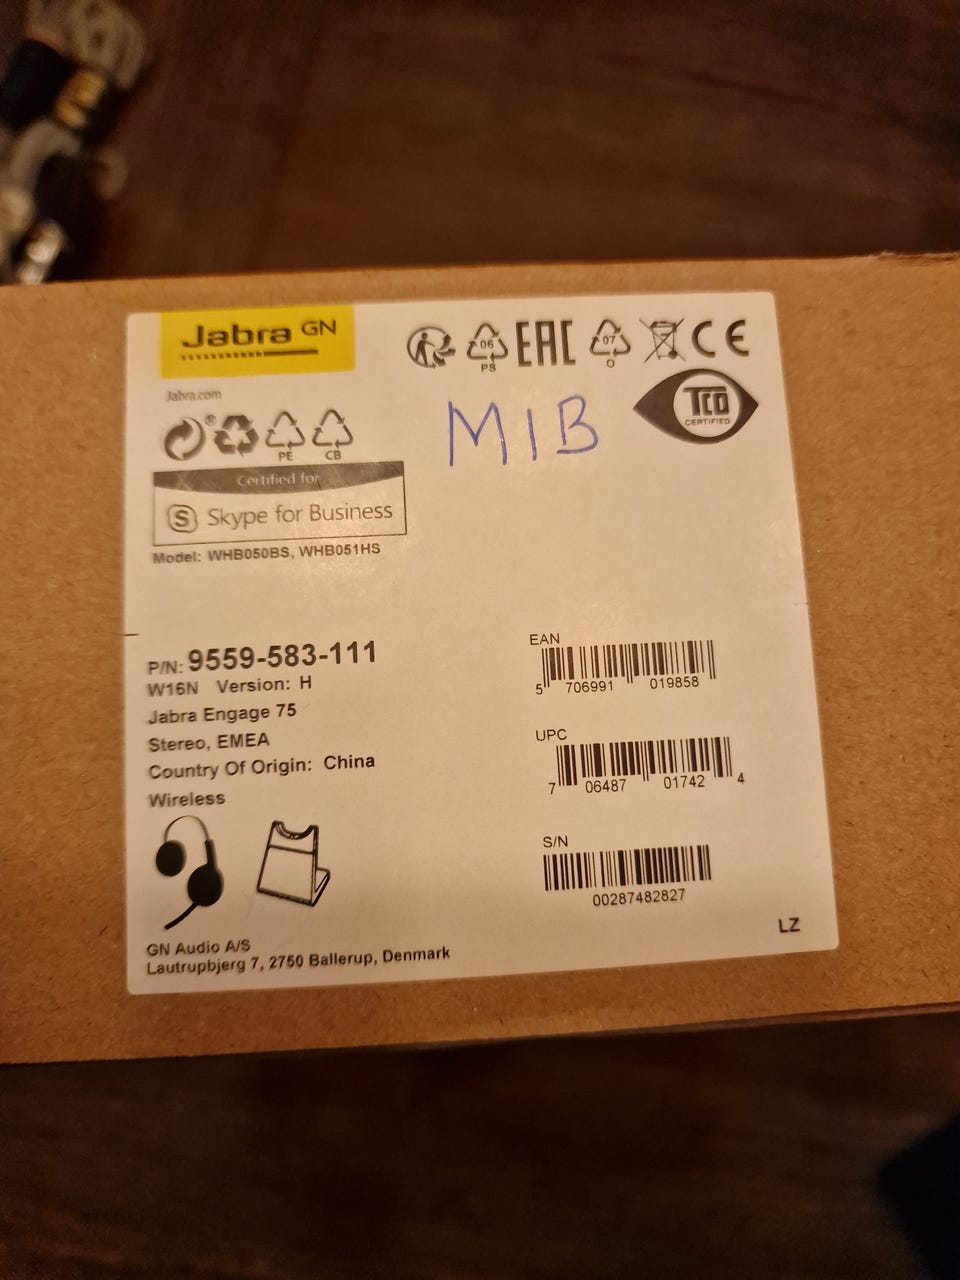 Jabra GN
Jabra.com
06
PS
EAC
07
O
CE
TCO
CERTIFIED
MIB
®
PE
CB
Certified for
S Skype for Business
Model: WHB050BS, WHB051HS
P/N: 9559-583-111
W16N Version: H
Jabra Engage 75
Stereo, EMEA
Country Of Origin: China
Wireless
EAN
5 706991 019858
UPC
7 06487 01742 4
S/N
00287482827
LZ
GN Audio A/S
Lautrupbjerg 7, 2750 Ballerup, Denmark